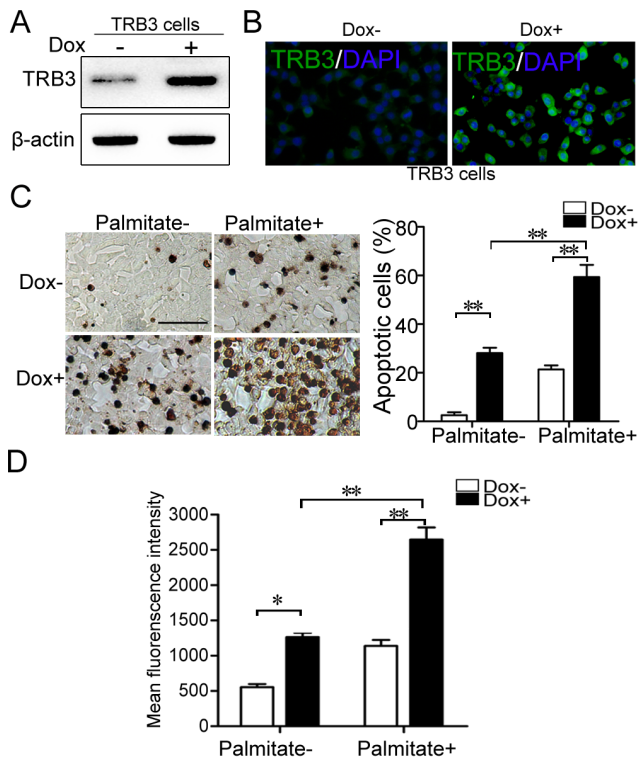 A
TRB3 cells
Dox - +
TRB3
β-actin
B
Dox- Dox+
TRB3/DAPI TRB3/DAPI
TRB3 cells
C
Palmitate- Palmitate+
Dox-
Dox+
Dox-
Dox+
Apoptotic cells (%)
80
60
40
20
0
** ** **
Palmitate- Palmitate+
D
Dox-
Dox+
Mean fluforenscence intensity
3000
2500
2000
1500
1000
500
0
* ** **
Palmitate- Palmitate+